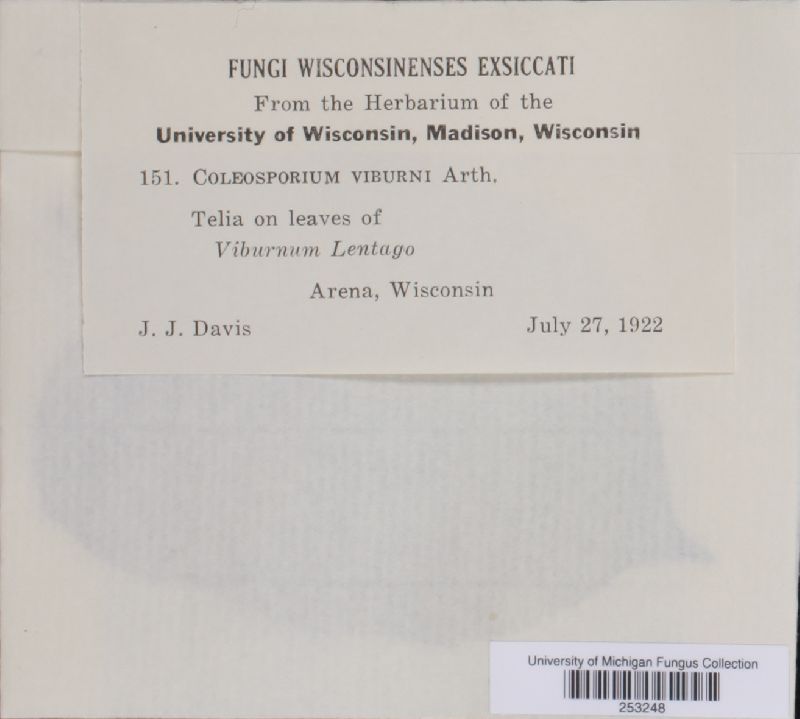 FUNGI WISCONSINENSES EXSICCATI
From the Herbarium of the
University of Wisconsin, Madison, Wisconsin
151. COLEOSPORIUM VIBURNI Arth.
Telia on leaves of
Viburnum Lentago
Arena, Wisconsin
J. J. Davis July 27, 1922
University of Michigan Fungus Collection
253248